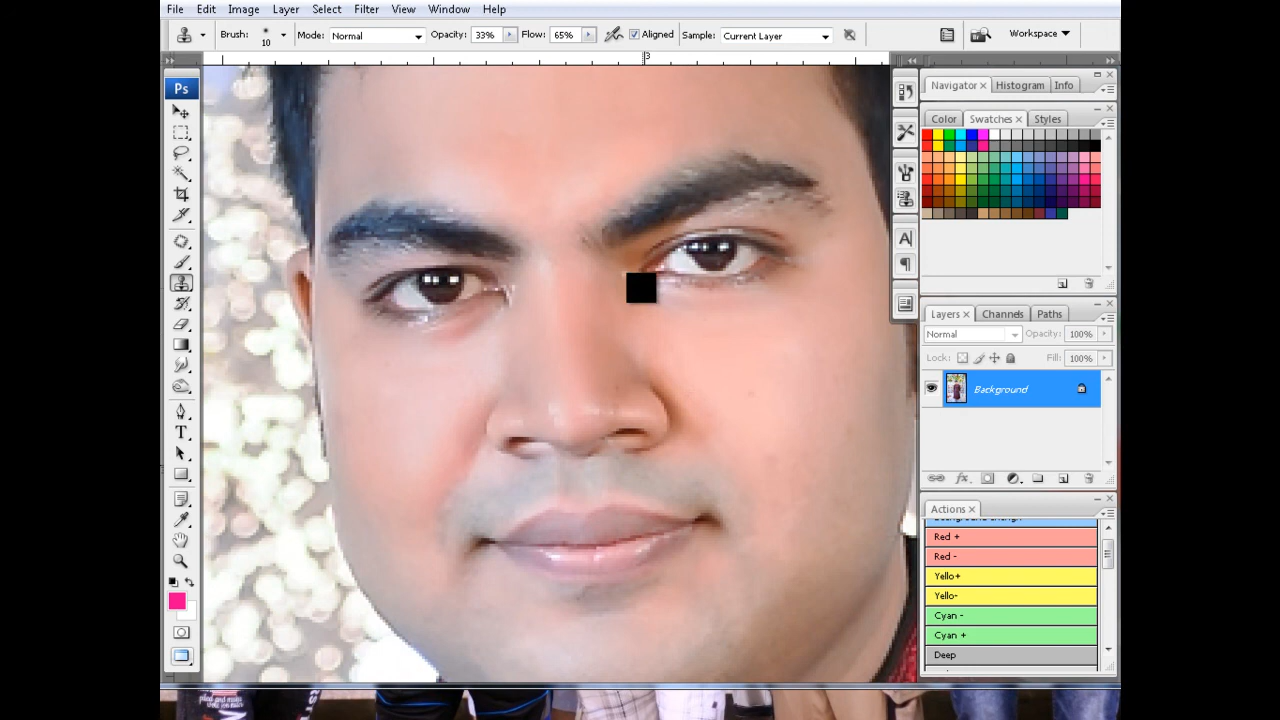 File Edit Image Layer Select Filter View Window Help
Brush: 10 Mode: Normal Opacity: 33% Flow: 65% Aligned Sample: Current Layer Workspace
3
Ps
Navigator Histogram Info
Color Swatches Styles
Layers Channels Paths
Normal Opacity: 100%
Lock: Fill: 100%
Background
Actions
Red +
Red -
Yello+
Yello-
Cyan -
Cyan +
Deep